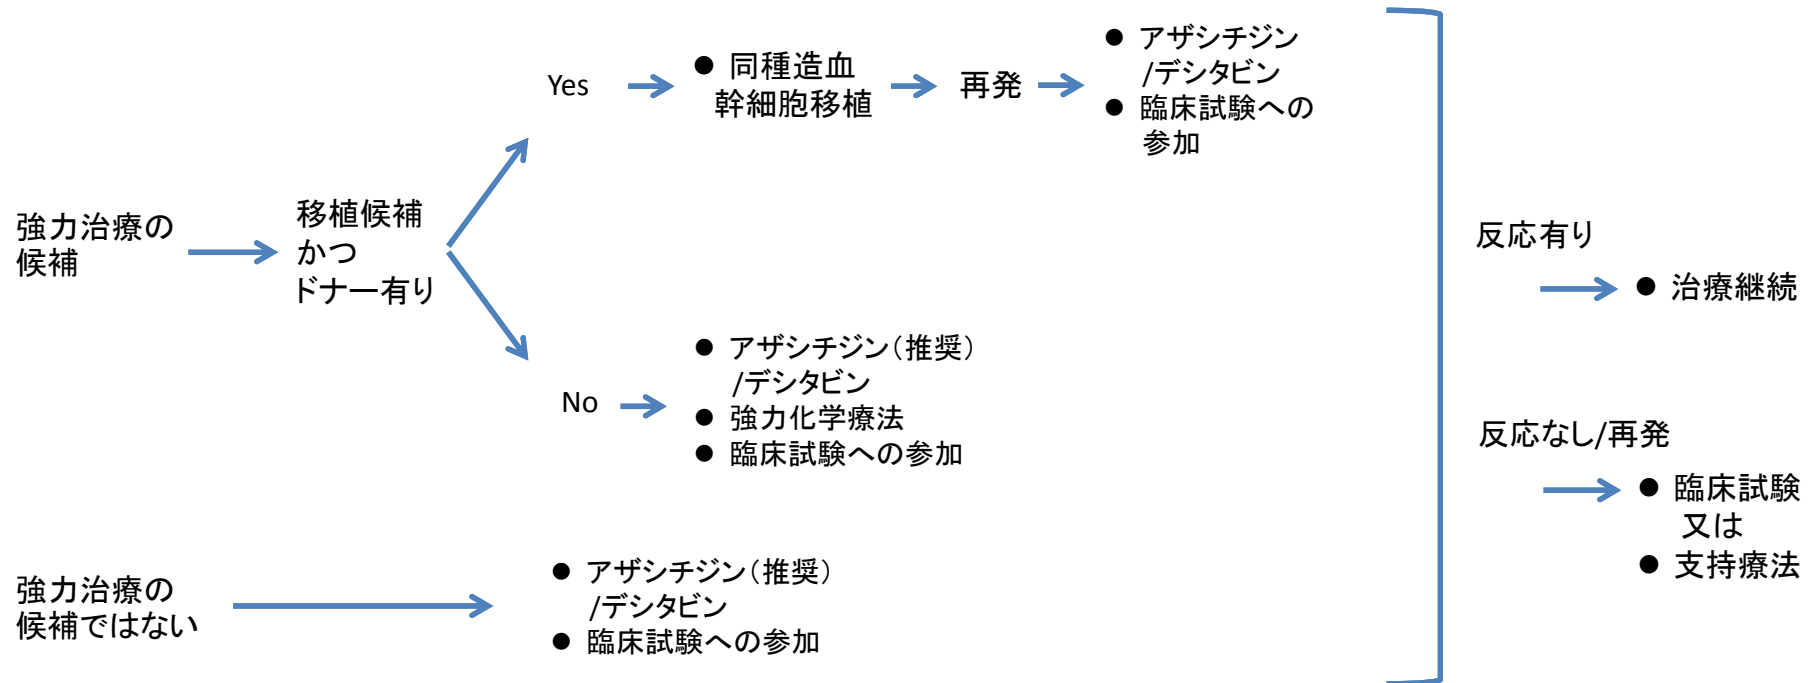 強力治療の
候補
移植候補
かつ
ドナー有り
Yes
● 同種造血
幹細胞移植
再発
● アザシチジン
/デシタビン
● 臨床試験への
参加
No
● アザシチジン（推奨）
/デシタビン
● 強力化学療法
● 臨床試験への参加
強力治療の
候補ではない
● アザシチジン（推奨）
/デシタビン
● 臨床試験への参加
反応有り
● 治療継続
反応なし/再発
● 臨床試験
又は
● 支持療法